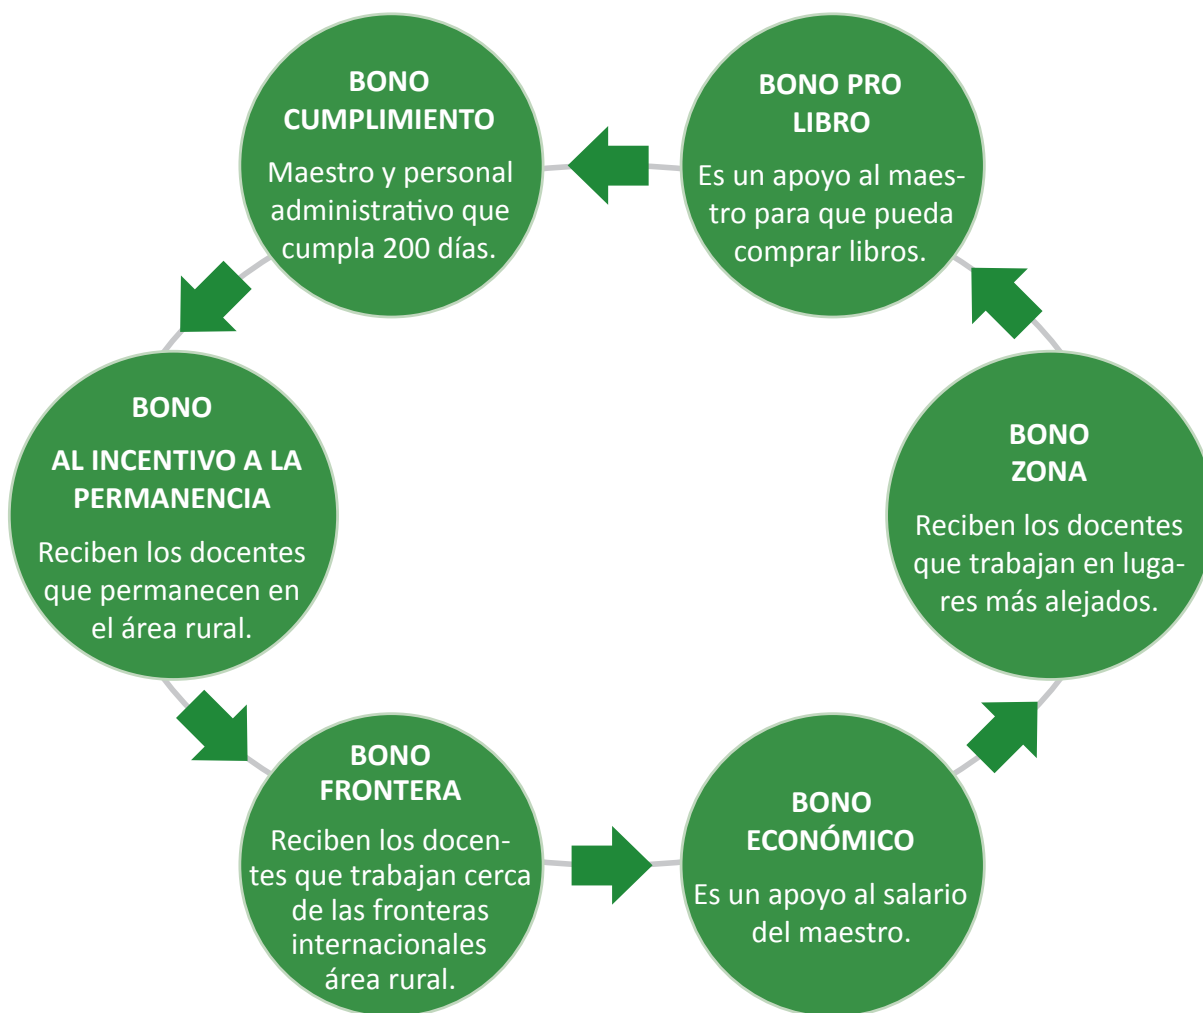 BONO
CUMPLIMIENTO
Maestro y personal
administrativo que
cumpla 200 días.
BONO PRO
LIBRO
Es un apoyo al maes-
tro para que pueda
comprar libros.
BONO
AL INCENTIVO A LA
PERMANENCIA
Reciben los docentes
que permanecen en
el área rural.
BONO
ZONA
Reciben los docentes
que trabajan en luga-
res más alejados.
BONO
FRONTERA
Reciben los docen-
tes que trabajan cerca
de las fronteras
internacionales
área rural.
BONO
ECONÓMICO
Es un apoyo al salario
del maestro.